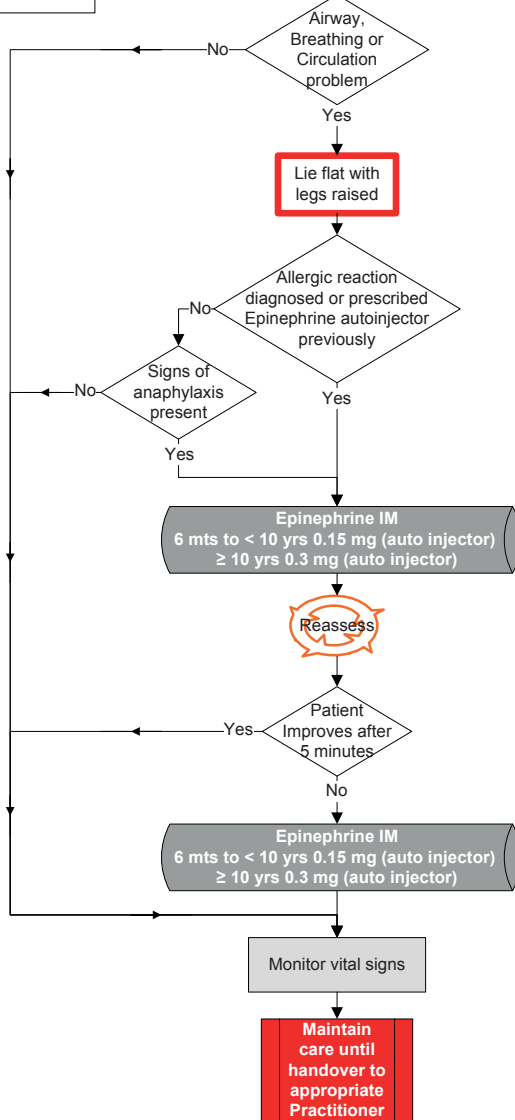 Airway,
Breathing or
Circulation
problem
No
Yes
Lie flat with
legs raised
Allergic reaction
diagnosed or prescribed
Epinephrine autoinjector
previously
No
Signs of
anaphylaxis
present
No
Yes
Yes
Epinephrine IM
6 mts to < 10 yrs 0.15 mg (auto injector)
≥ 10 yrs 0.3 mg (auto injector)
Reassess
Patient
Improves after
5 minutes
Yes
No
Epinephrine IM
6 mts to < 10 yrs 0.15 mg (auto injector)
≥ 10 yrs 0.3 mg (auto injector)
Monitor vital signs
Maintain
care until
handover to
appropriate
Practitioner